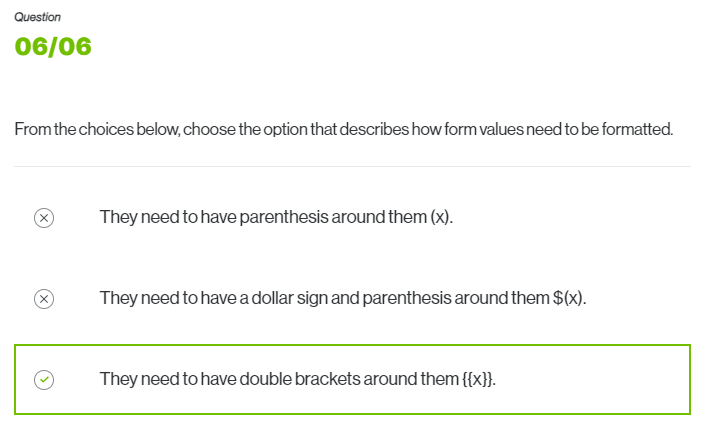 Question
06/06
From the choices below, choose the option that describes how form values need to be formatted.
They need to have parenthesis around them (x).
They need to have a dollar sign and parenthesis around them $(x).
They need to have double brackets around them {{x}}.